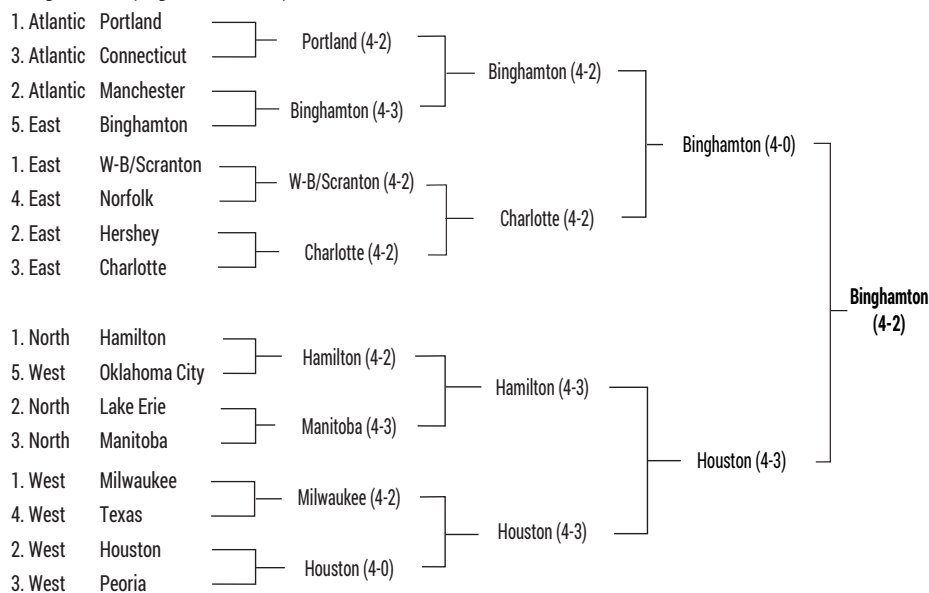 1. Atlantic Portland
3. Atlantic Connecticut
Portland (4-2)
2. Atlantic Manchester
5. East Binghamton
Binghamton (4-3)
Binghamton (4-2)
1. East W-B/Scranton
4. East Norfolk
W-B/Scranton (4-2)
2. East Hershey
3. East Charlotte
Charlotte (4-2)
Charlotte (4-2)
Binghamton (4-0)
1. North Hamilton
5. West Oklahoma City
Hamilton (4-2)
2. North Lake Erie
3. North Manitoba
Manitoba (4-3)
Hamilton (4-3)
1. West Milwaukee
4. West Texas
Milwaukee (4-2)
2. West Houston
3. West Peoria
Houston (4-0)
Houston (4-3)
Houston (4-3)
Binghamton
(4-2)